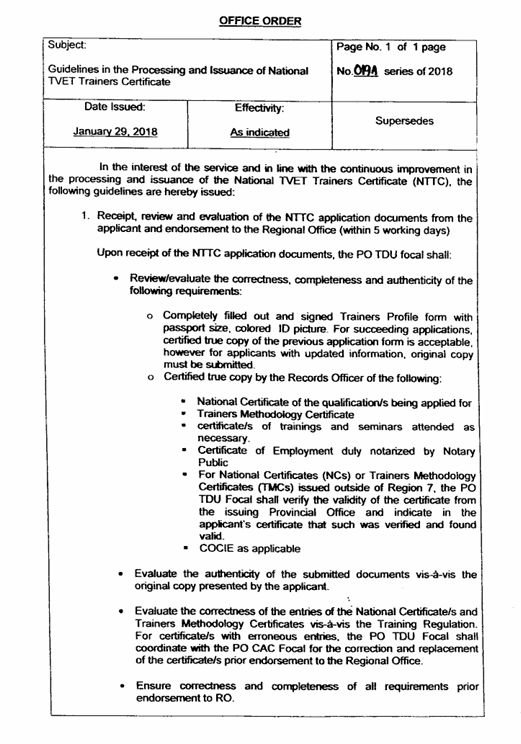 OFFICE ORDER
Subject:
Guidelines in the Processing and Issuance of National
TVET Trainers Certificate
Page No. 1 of 1 page
No. 019A series of 2018
Date Issued:
January 29, 2018
Effectivity:
As indicated
Supersedes
In the interest of the service and in line with the continuous improvement in
the processing and issuance of the National TVET Trainers Certificate (NTTC), the
following guidelines are hereby issued:
1. Receipt, review and evaluation of the NTTC application documents from the
applicant and endorsement to the Regional Office (within 5 working days)
Upon receipt of the NTTC application documents, the PO TDU focal shall:
• Review/evaluate the correctness, completeness and authenticity of the
following requirements:
o Completely filled out and signed Trainers Profile form with
passport size, colored ID picture. For succeeding applications,
certified true copy of the previous application form is acceptable,
however for applicants with updated information, original copy
must be submitted.
o Certified true copy by the Records Officer of the following:
▪ National Certificate of the qualification/s being applied for
▪ Trainers Methodology Certificate
▪ certificate/s of trainings and seminars attended as
necessary.
▪ Certificate of Employment duly notarized by Notary
Public
▪ For National Certificates (NCs) or Trainers Methodology
Certificates (TMCs) issued outside of Region 7, the PO
TDU Focal shall verify the validity of the certificate from
the issuing Provincial Office and indicate in the
applicant's certificate that such was verified and found
valid.
▪ COCIE as applicable
• Evaluate the authenticity of the submitted documents vis-à-vis the
original copy presented by the applicant.
• Evaluate the correctness of the entries of the National Certificate/s and
Trainers Methodology Certificates vis-à-vis the Training Regulation.
For certificate/s with erroneous entries, the PO TDU Focal shall
coordinate with the PO CAC Focal for the correction and replacement
of the certificate/s prior endorsement to the Regional Office.
• Ensure correctness and completeness of all requirements prior
endorsement to RO.